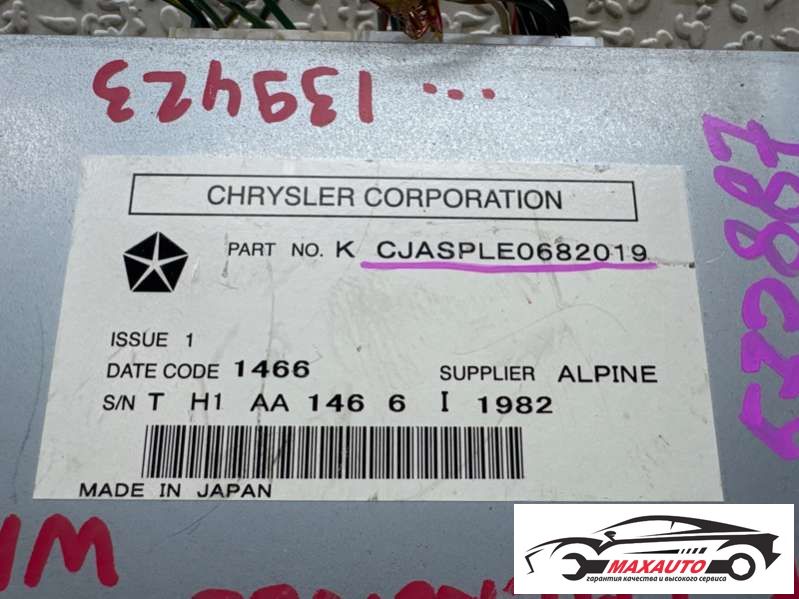 139423 ...
CHRYSLER CORPORATION
PART NO. K CJASPLE0682019
ISSUE 1
DATE CODE 1466
SUPPLIER ALPINE
S/N T H1 AA 146 6 I 1982
MADE IN JAPAN
MAXAUTO
гарантия качества и высокого сервиса